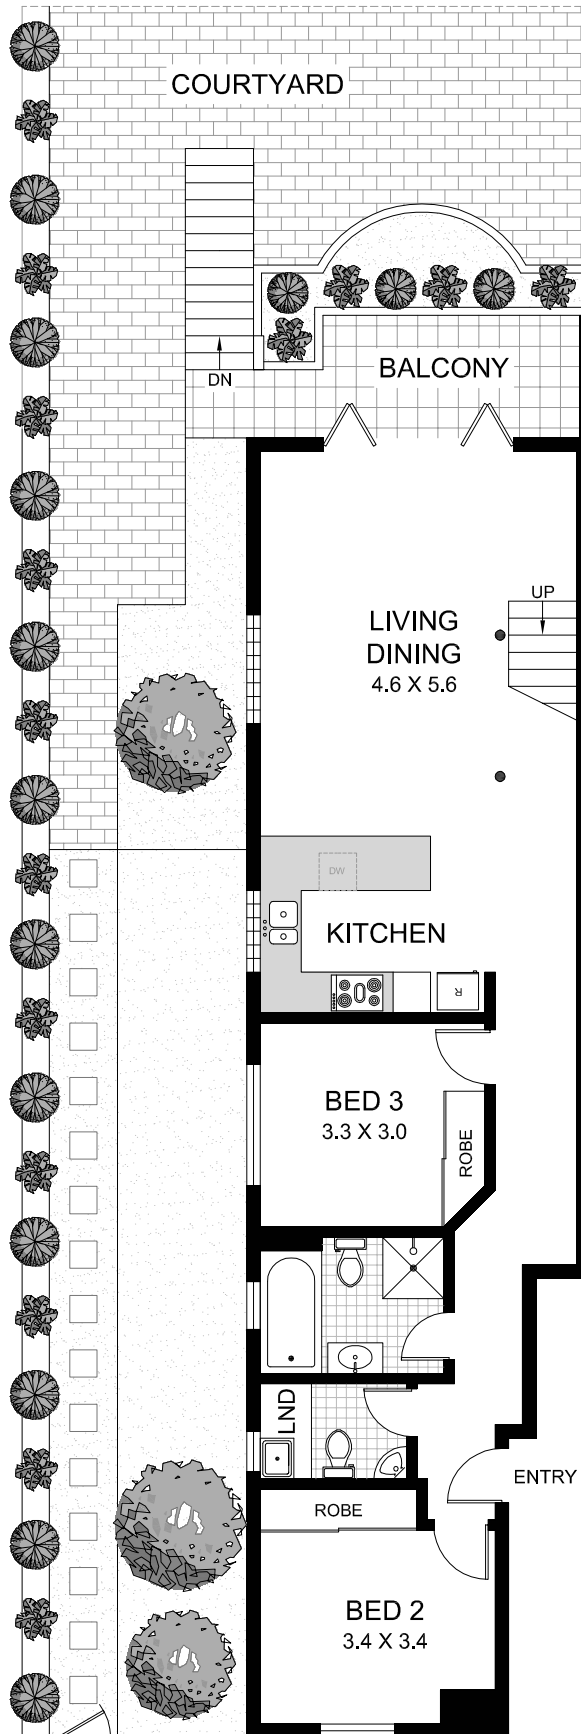 COURTYARD
DN
BALCONY
UP
LIVING
DINING
4.6 X 5.6
DW
KITCHEN
R
BED 3
3.3 X 3.0
ROBE
LND
ENTRY
ROBE
BED 2
3.4 X 3.4